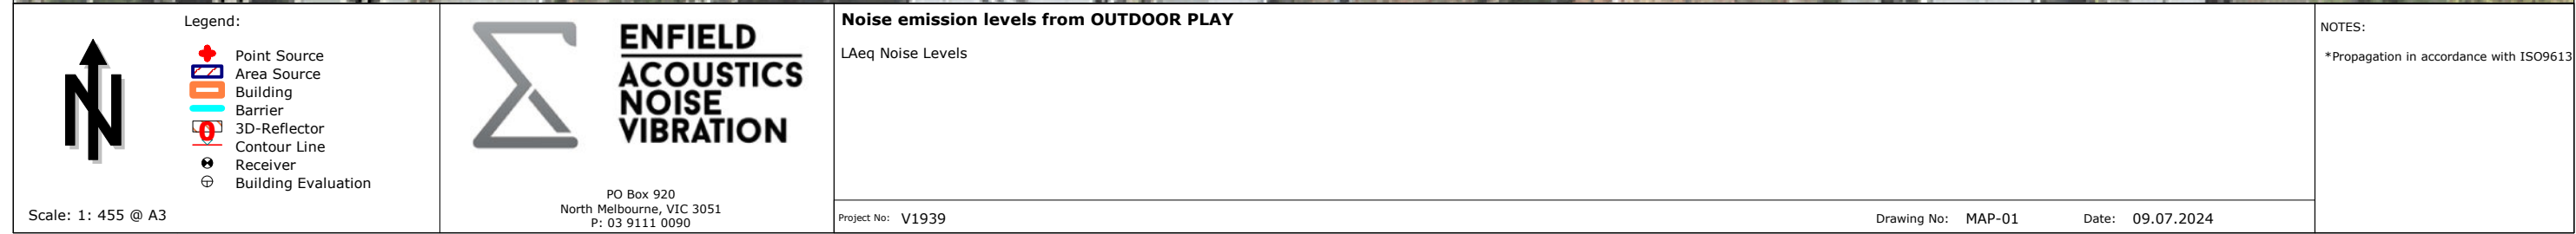 Legend:
Point Source
Area Source
Building
Barrier
3D-Reflector
Contour Line
Receiver
Building Evaluation
N
Scale: 1: 455 @ A3
ENFIELD
ACOUSTICS
NOISE
VIBRATION
PO Box 920
North Melbourne, VIC 3051
P: 03 9111 0090
Noise emission levels from OUTDOOR PLAY
LAeq Noise Levels
Project No: V1939
Drawing No: MAP-01 Date: 09.07.2024
NOTES:
*Propagation in accordance with ISO9613